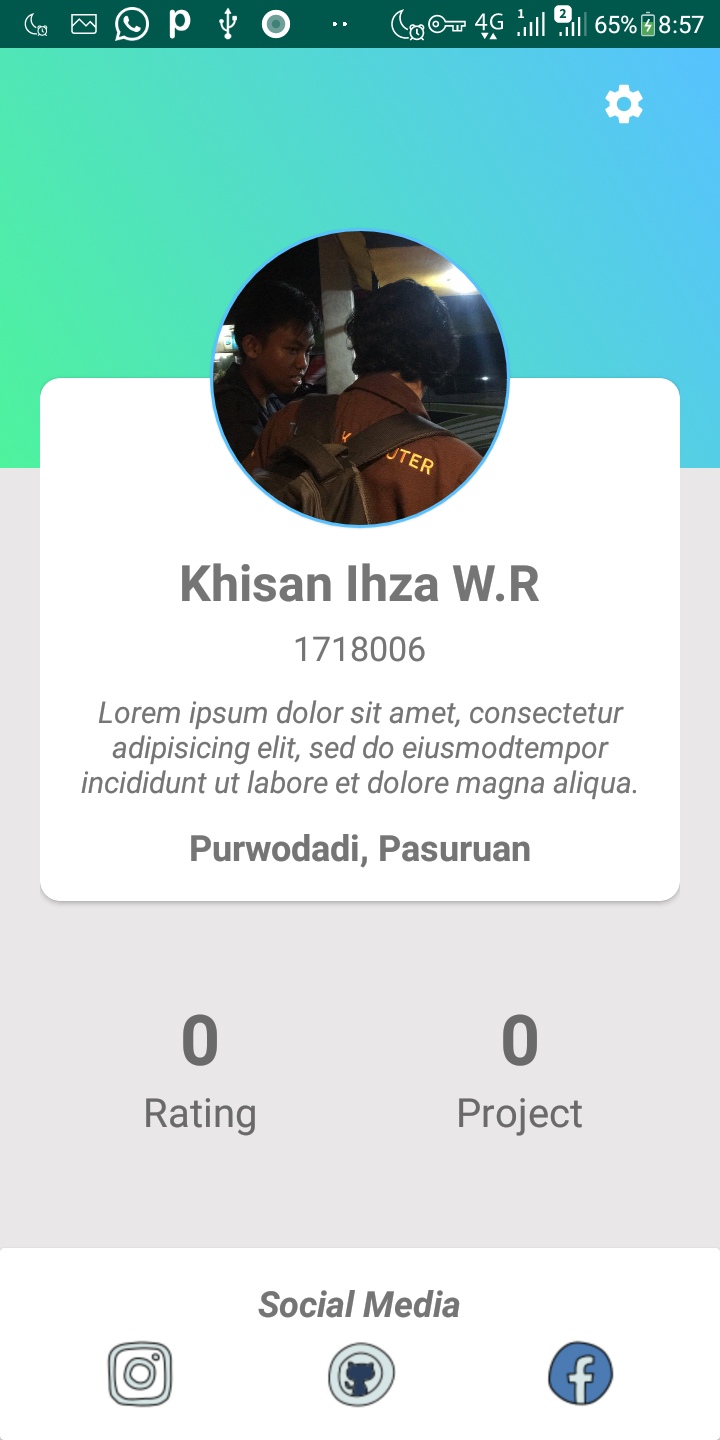 4G 1 2 65% 8:57
UTER
Khisan Ihza W.R
1718006
Lorem ipsum dolor sit amet, consectetur
adipisicing elit, sed do eiusmodtempor
incididunt ut labore et dolore magna aliqua.
Purwodadi, Pasuruan
0 0
Rating Project
Social Media